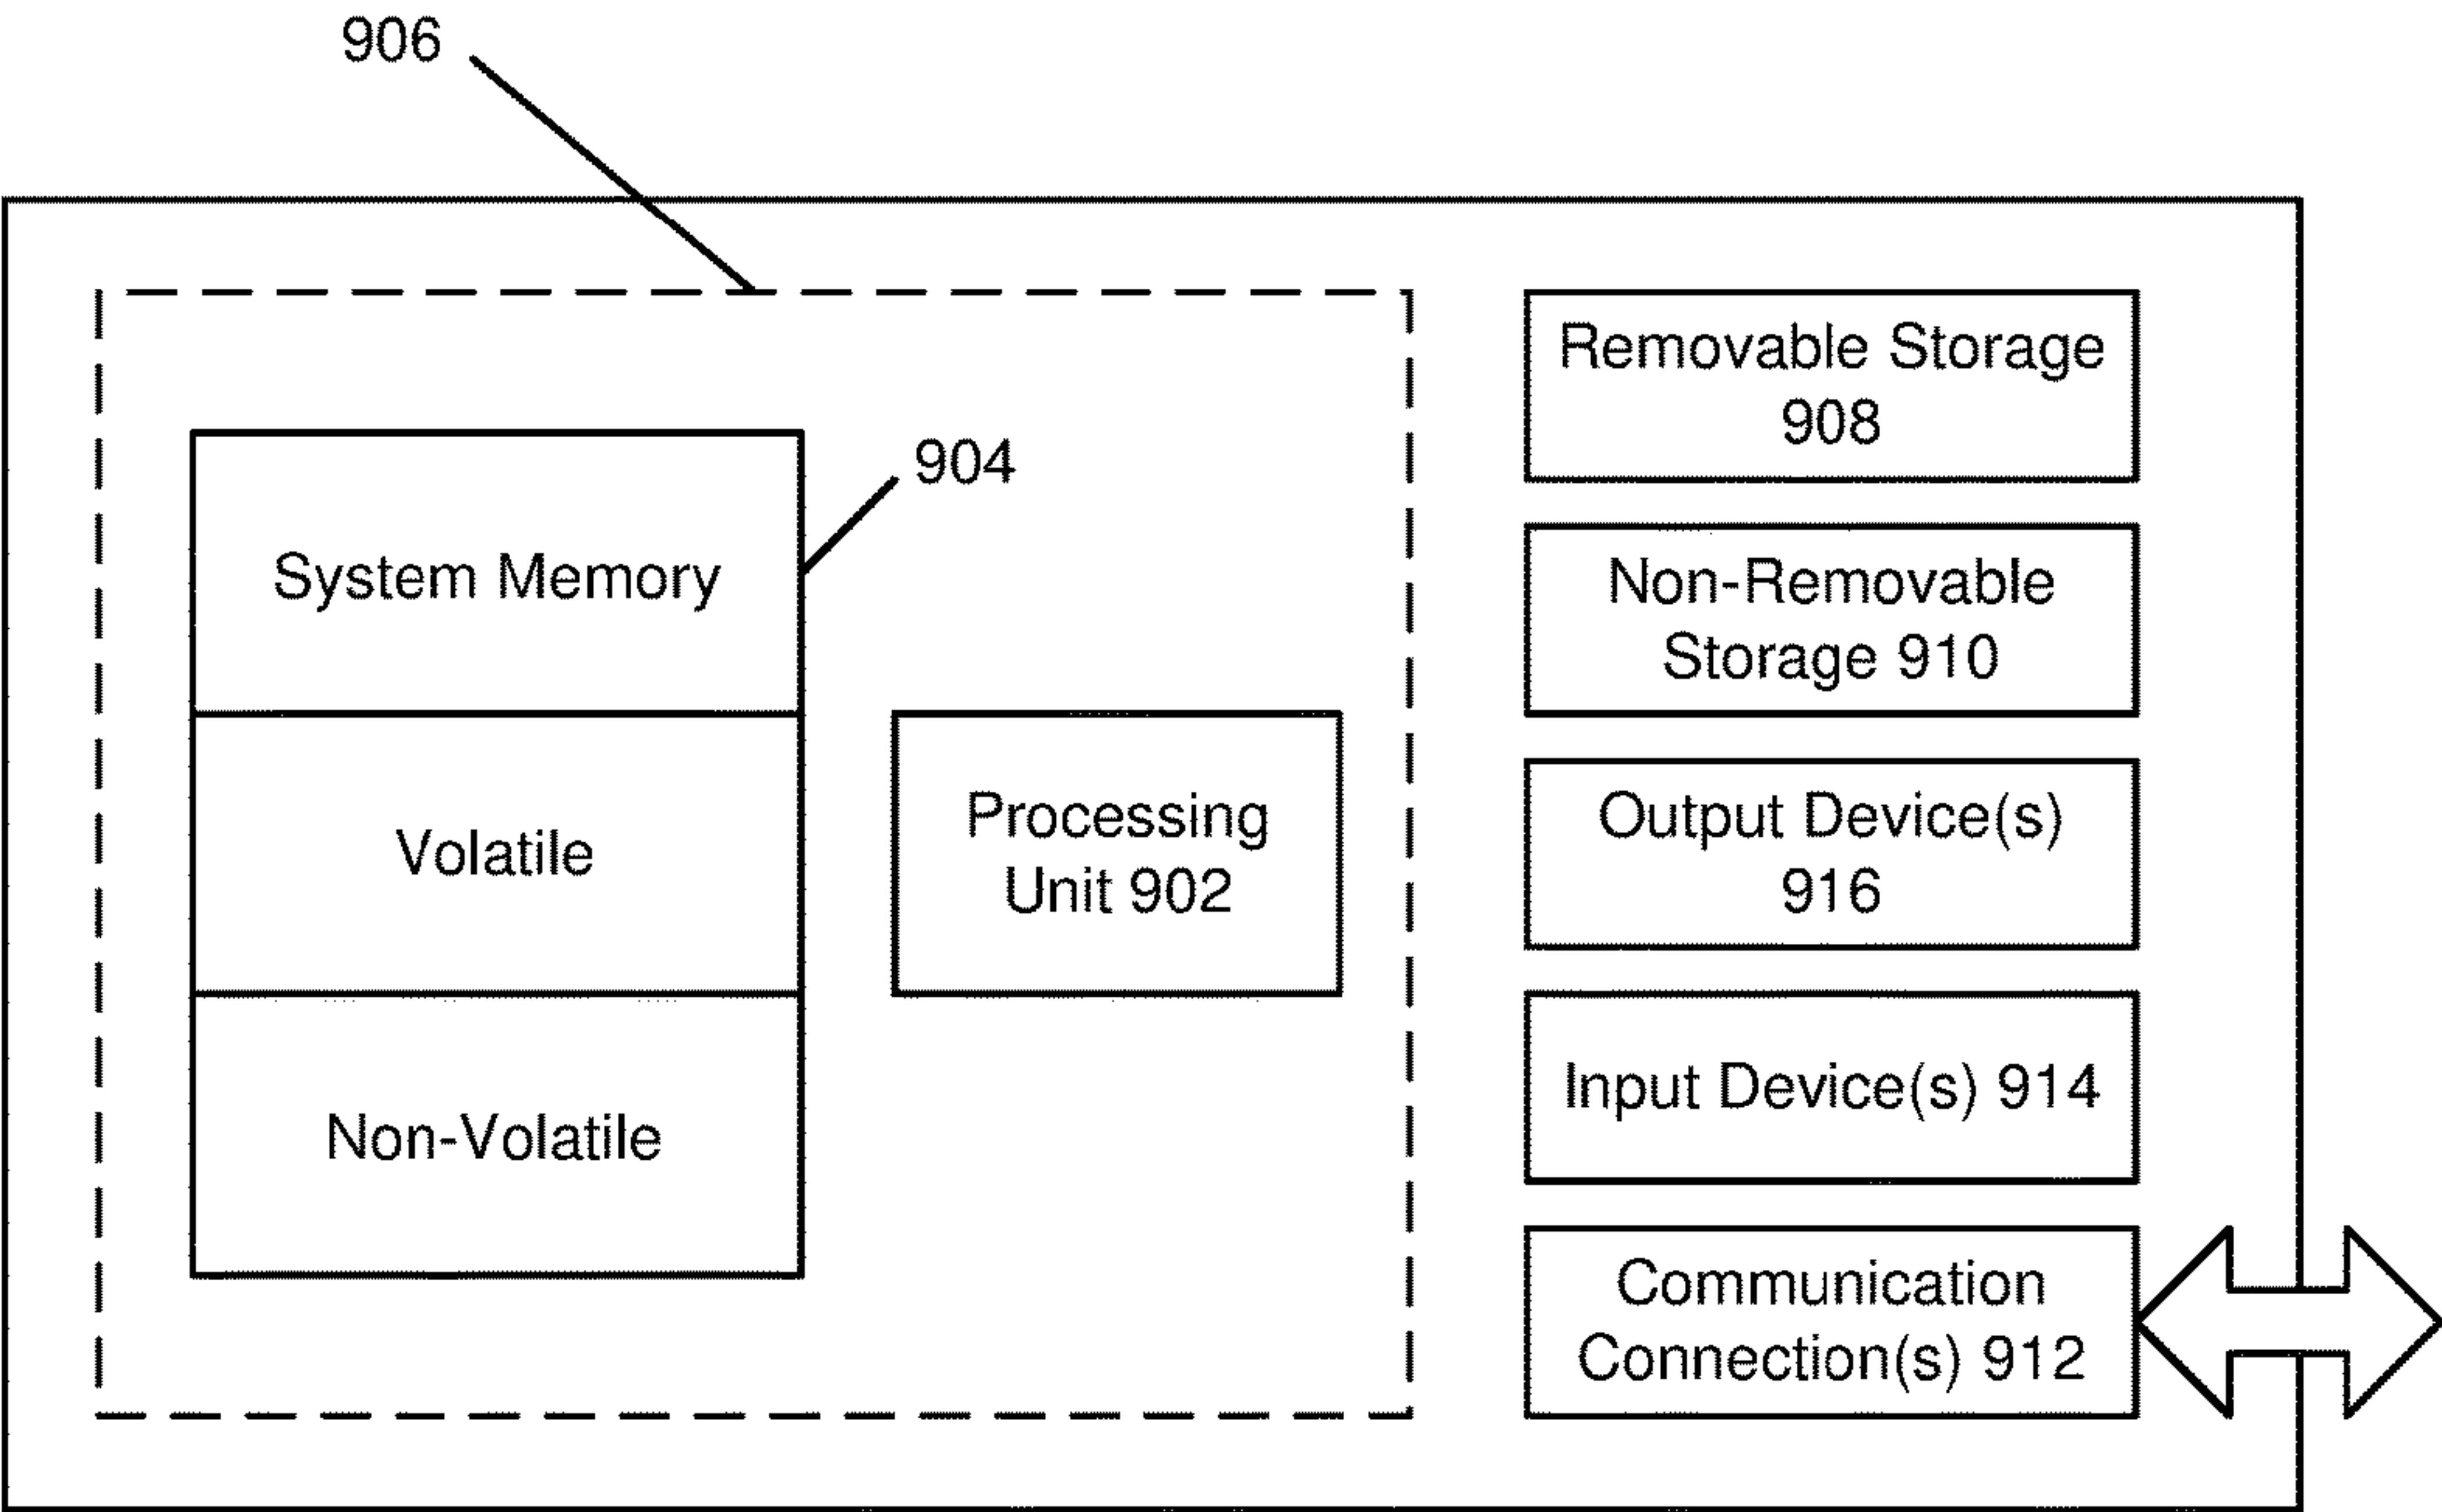 906
904
System Memory
Volatile
Non-Volatile
Processing
Unit 902
Removable Storage
908
Non-Removable
Storage 910
Output Device(s)
916
Input Device(s) 914
Communication
Connection(s) 912